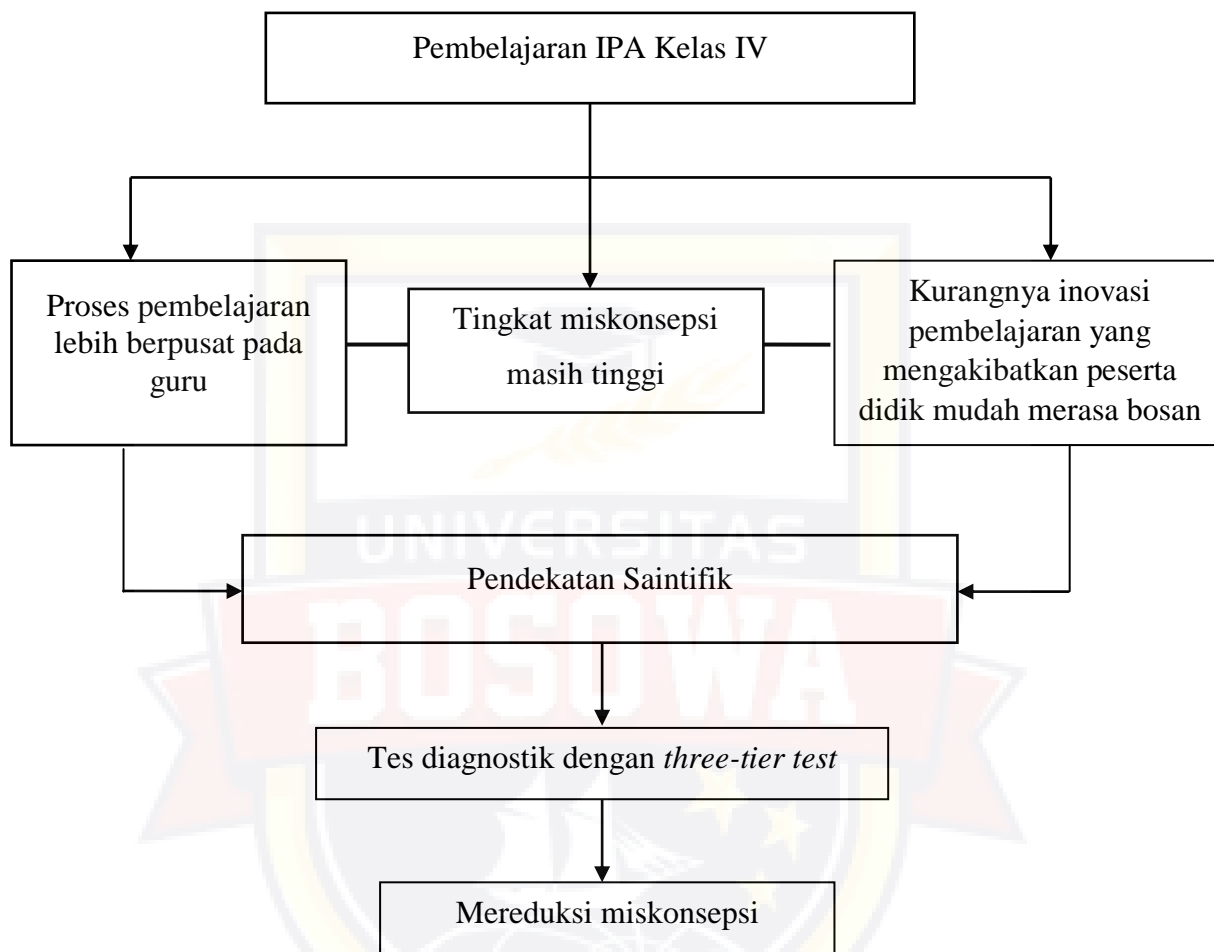 Pembelajaran IPA Kelas IV
Proses pembelajaran
lebih berpusat pada
guru
Tingkat miskonsepsi
masih tinggi
Kurangnya inovasi
pembelajaran yang
mengakibatkan peserta
didik mudah merasa bosan
UNIVERSITAS
Pendekatan Saintifik
BOSOWA
Tes diagnostik dengan three-tier test
Mereduksi miskonsepsi